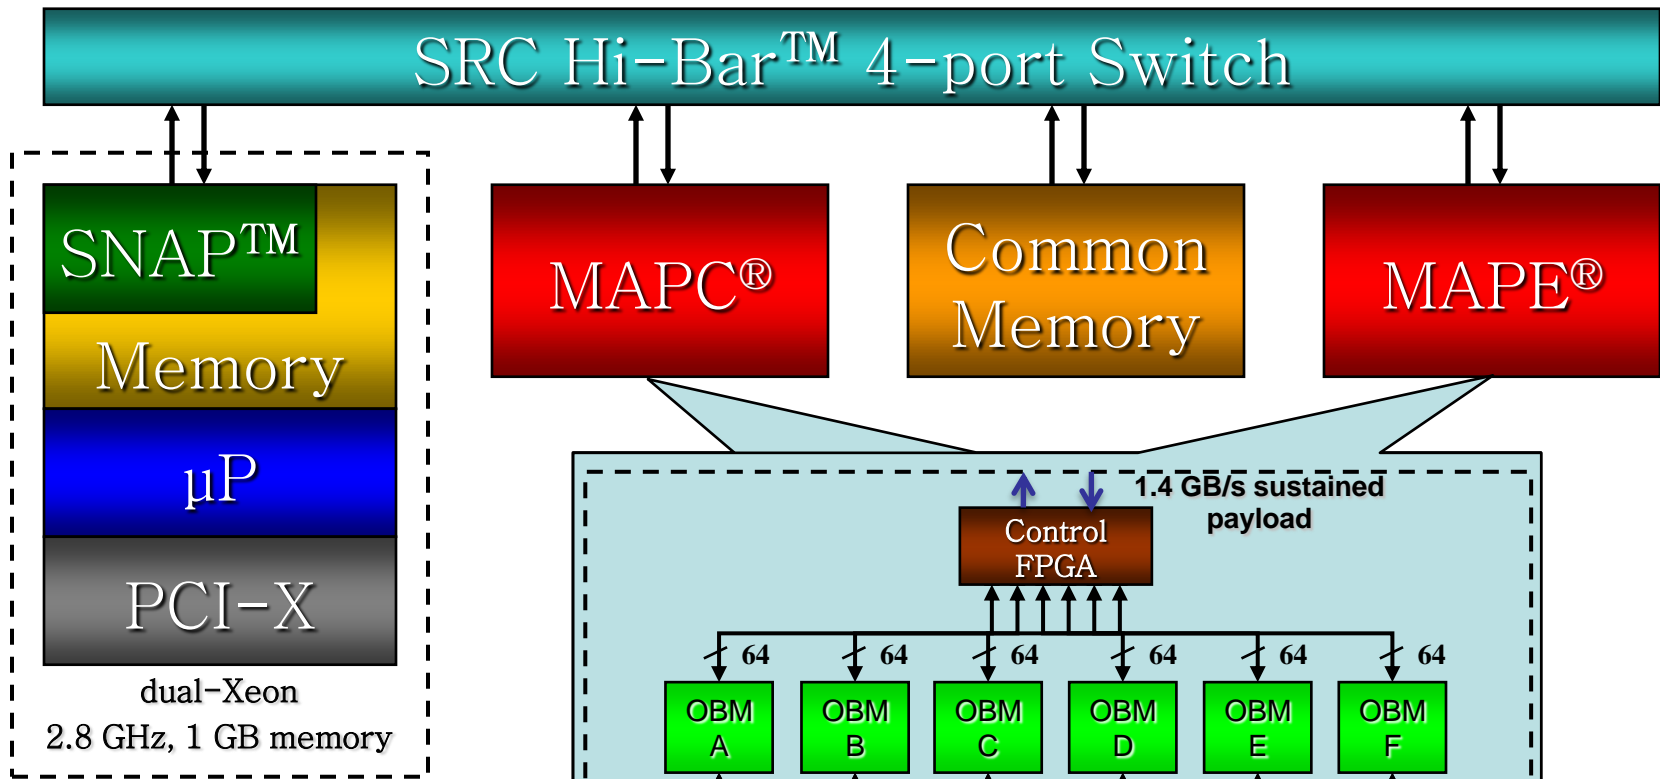 SRC Hi-Bar™ 4-port Switch
SNAP™
Memory
µP
PCI-X
dual-Xeon
2.8 GHz, 1 GB memory
MAPC®
Common
Memory
MAPE®
1.4 GB/s sustained
payload
Control
FPGA
64 64 64 64 64 64
OBM OBM OBM OBM OBM OBM
A B C D E F